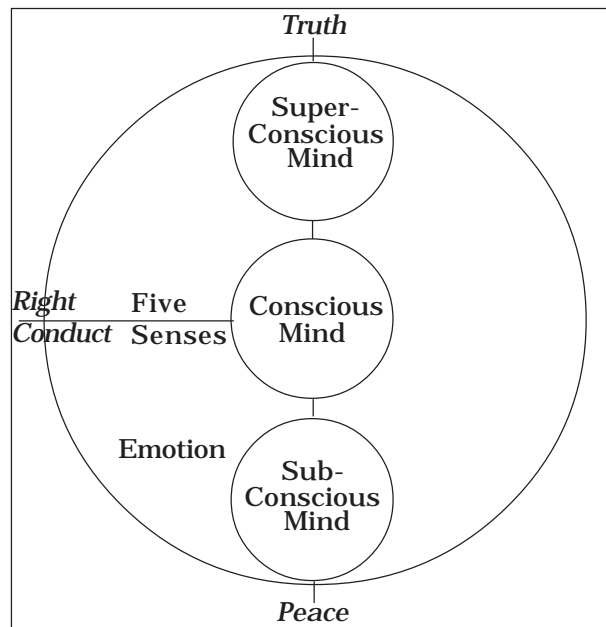 Truth
Super-
Conscious
Mind
Right
Conduct
Five
Senses
Conscious
Mind
Emotion
Sub-
Conscious
Mind
Peace